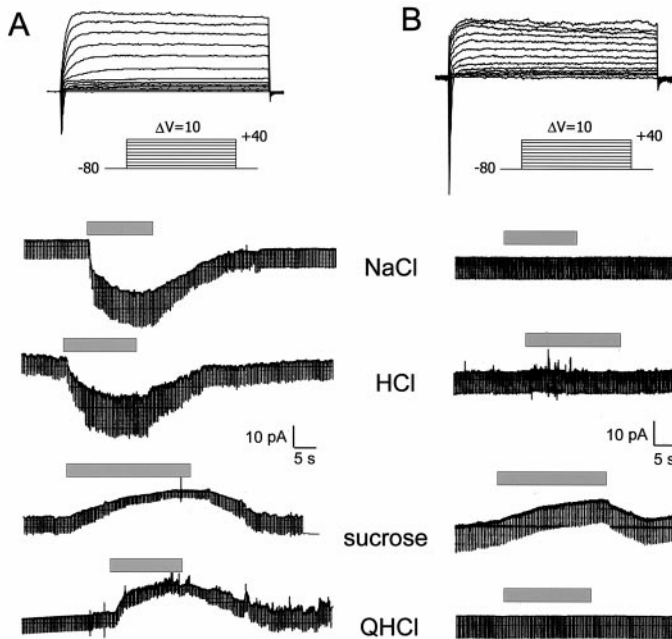 A
B
ΔV=10
+40
-80
ΔV=10
+40
-80
NaCl
HCl
10 pA
5 s
10 pA
5 s
sucrose
QHCl